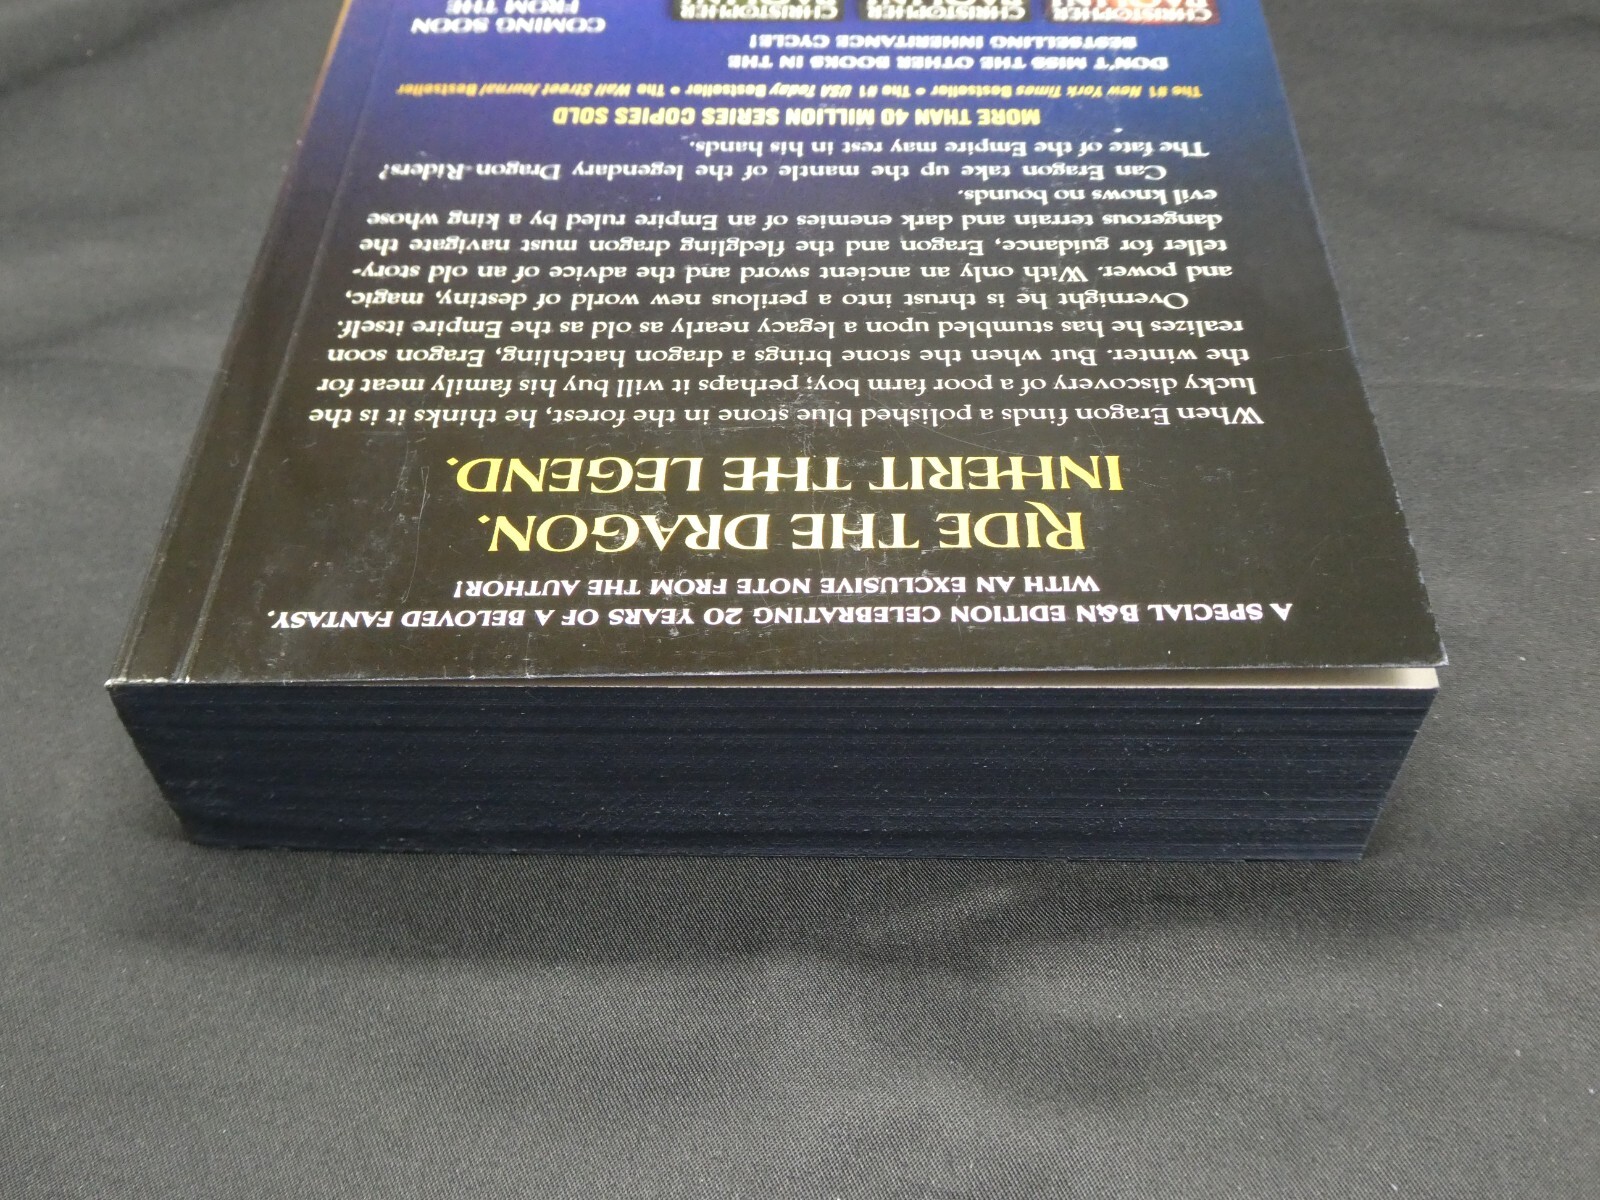 A SPECIAL B&N EDITION CELEBRATING 20 YEARS OF A BELOVED FANTASY,
WITH AN EXCLUSIVE NOTE FROM THE AUTHOR!
RIDE THE DRAGON.
INHERIT THE LEGEND.
When Eragon finds a polished blue stone in the forest, he thinks it is the
lucky discovery of a poor farm boy; perhaps it will buy his family meat for
the winter. But when the stone brings a dragon hatchling, Eragon soon
realizes he has stumbled upon a legacy nearly as old as the Empire itself.
Overnight he is thrust into a perilous new world of destiny, magic,
and power. With only an ancient sword and the advice of an old story-
teller for guidance, Eragon and the fledgling dragon must navigate the
dangerous terrain and dark enemies of an Empire ruled by a king whose
evil knows no bounds.
Can Eragon take up the mantle of the legendary Dragon Riders?
The fate of the Empire may rest in his hands.
MORE THAN 40 MILLION SERIES COPIES SOLD
The #1 New York Times Bestseller • The #1 USA Today Bestseller • The Wall Street Journal Bestseller
DON'T MISS THE OTHER BOOKS IN THE
BESTSELLING INHERITANCE CYCLE!
CHRISTOPHER
PAOLINI
CHRISTOPHER
PAOLINI
CHRISTOPHER
PAOLINI
COMING SOON
FROM THE